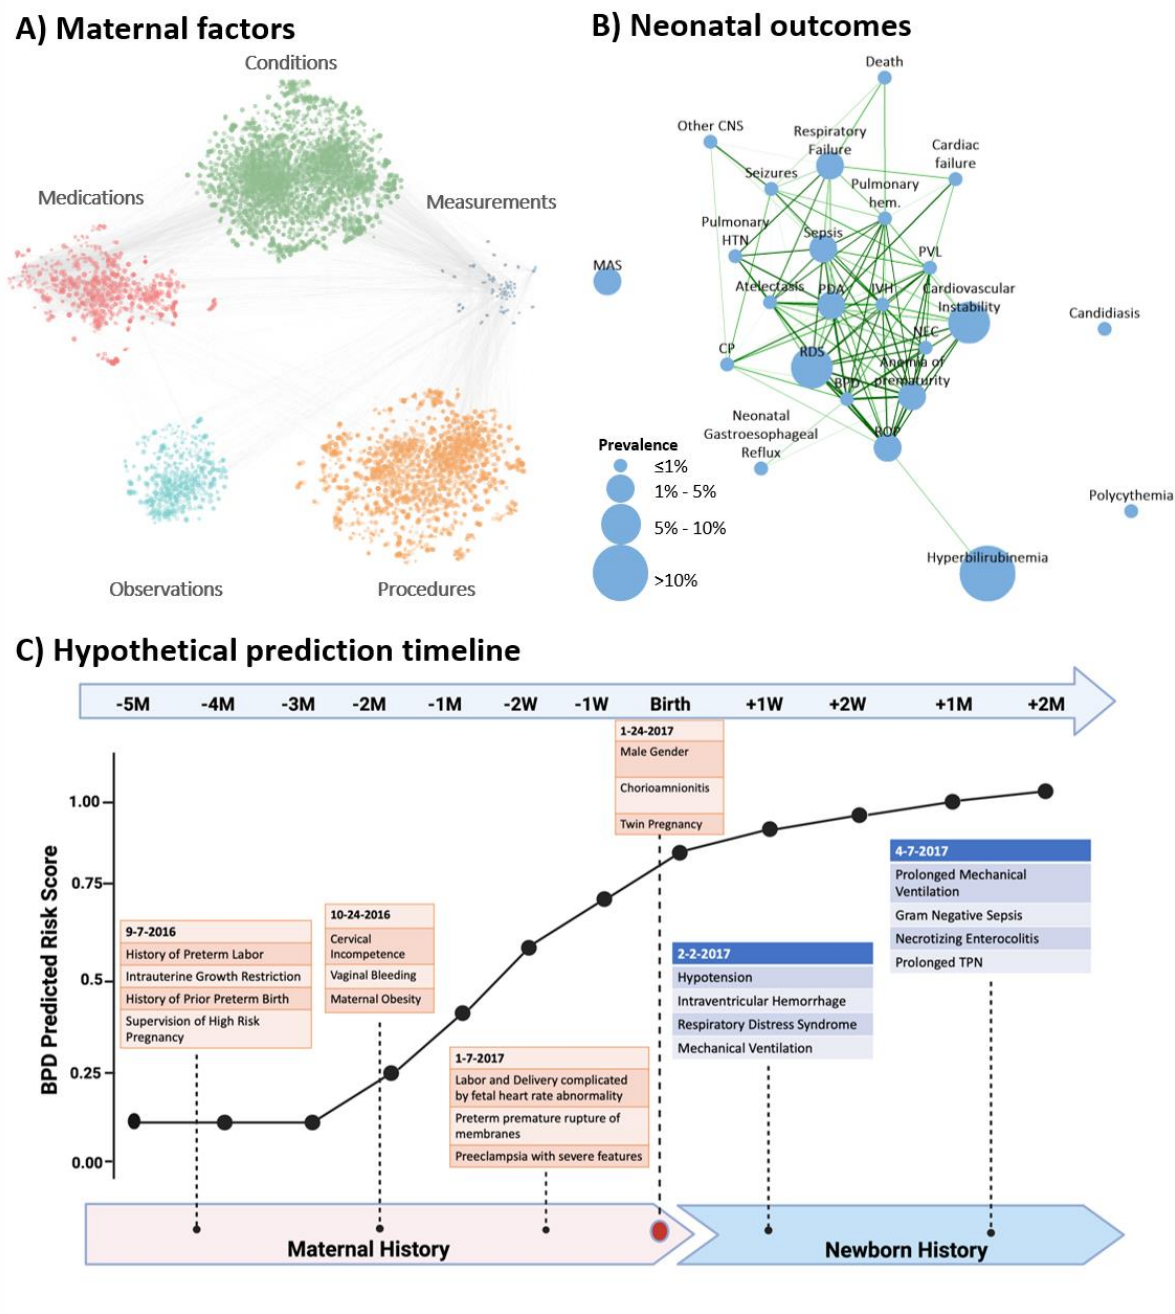 A) Maternal factors
Conditions
Medications
Measurements
Observations
Procedures
B) Neonatal outcomes
Death
Other CNS
Respiratory
Failure
Cardiac
failure
Seizures
Pulmonary
hem.
Pulmonary
HTN
Sepsis
PVL
MAS
Atelectasis
PDA
IVH
Cardiovascular
Instability
Candidiasis
NEC
CP
RDS
Anemia of
prematurity
BPD
Neonatal
Gastroesophageal
Reflux
ROP
Prevalence
≤1%
1% - 5%
5% - 10%
>10%
Polycythemia
Hyperbilirubinemia
C) Hypothetical prediction timeline
-5M -4M -3M -2M -1M -2W -1W Birth +1W +2W +1M +2M
BPD Predicted Risk Score
1.00
0.75
0.5
0.25
0.00
9-7-2016
History of Preterm Labor
Intrauterine Growth Restriction
History of Prior Preterm Birth
Supervision of High Risk
Pregnancy
10-24-2016
Cervical
Incompetence
Vaginal Bleeding
Maternal Obesity
1-7-2017
Labor and Delivery complicated
by fetal heart rate abnormality
Preterm premature rupture of
membranes
Preeclampsia with severe features
1-24-2017
Male Gender
Chorioamnionitis
Twin Pregnancy
2-2-2017
Hypotension
Intraventricular Hemorrhage
Respiratory Distress Syndrome
Mechanical Ventilation
4-7-2017
Prolonged Mechanical
Ventilation
Gram Negative Sepsis
Necrotizing Enterocolitis
Prolonged TPN
Maternal History
Newborn History